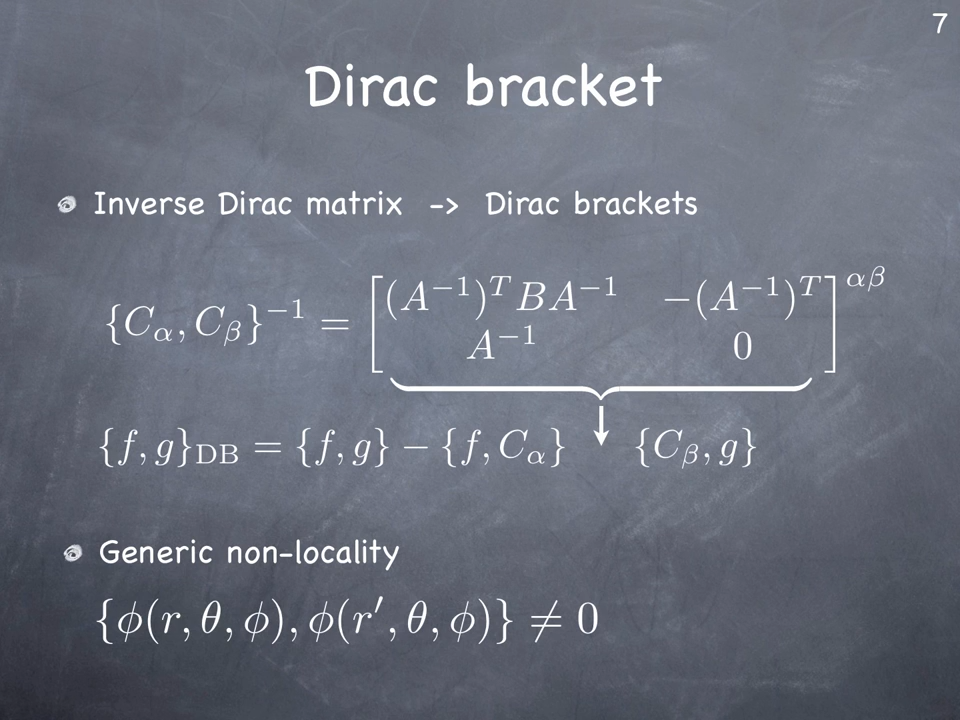 7
Dirac bracket
Inverse Dirac matrix -> Dirac brackets
{C_α, C_β}^{-1} = [ (A^{-1})^T B A^{-1}   -(A^{-1})^T ; A^{-1}   0 ]^{αβ}
{f, g}_{DB} = {f, g} − {f, C_α} ↓ {C_β, g}
Generic non-locality
{ϕ(r, θ, ϕ), ϕ(r′, θ, ϕ)} ≠ 0